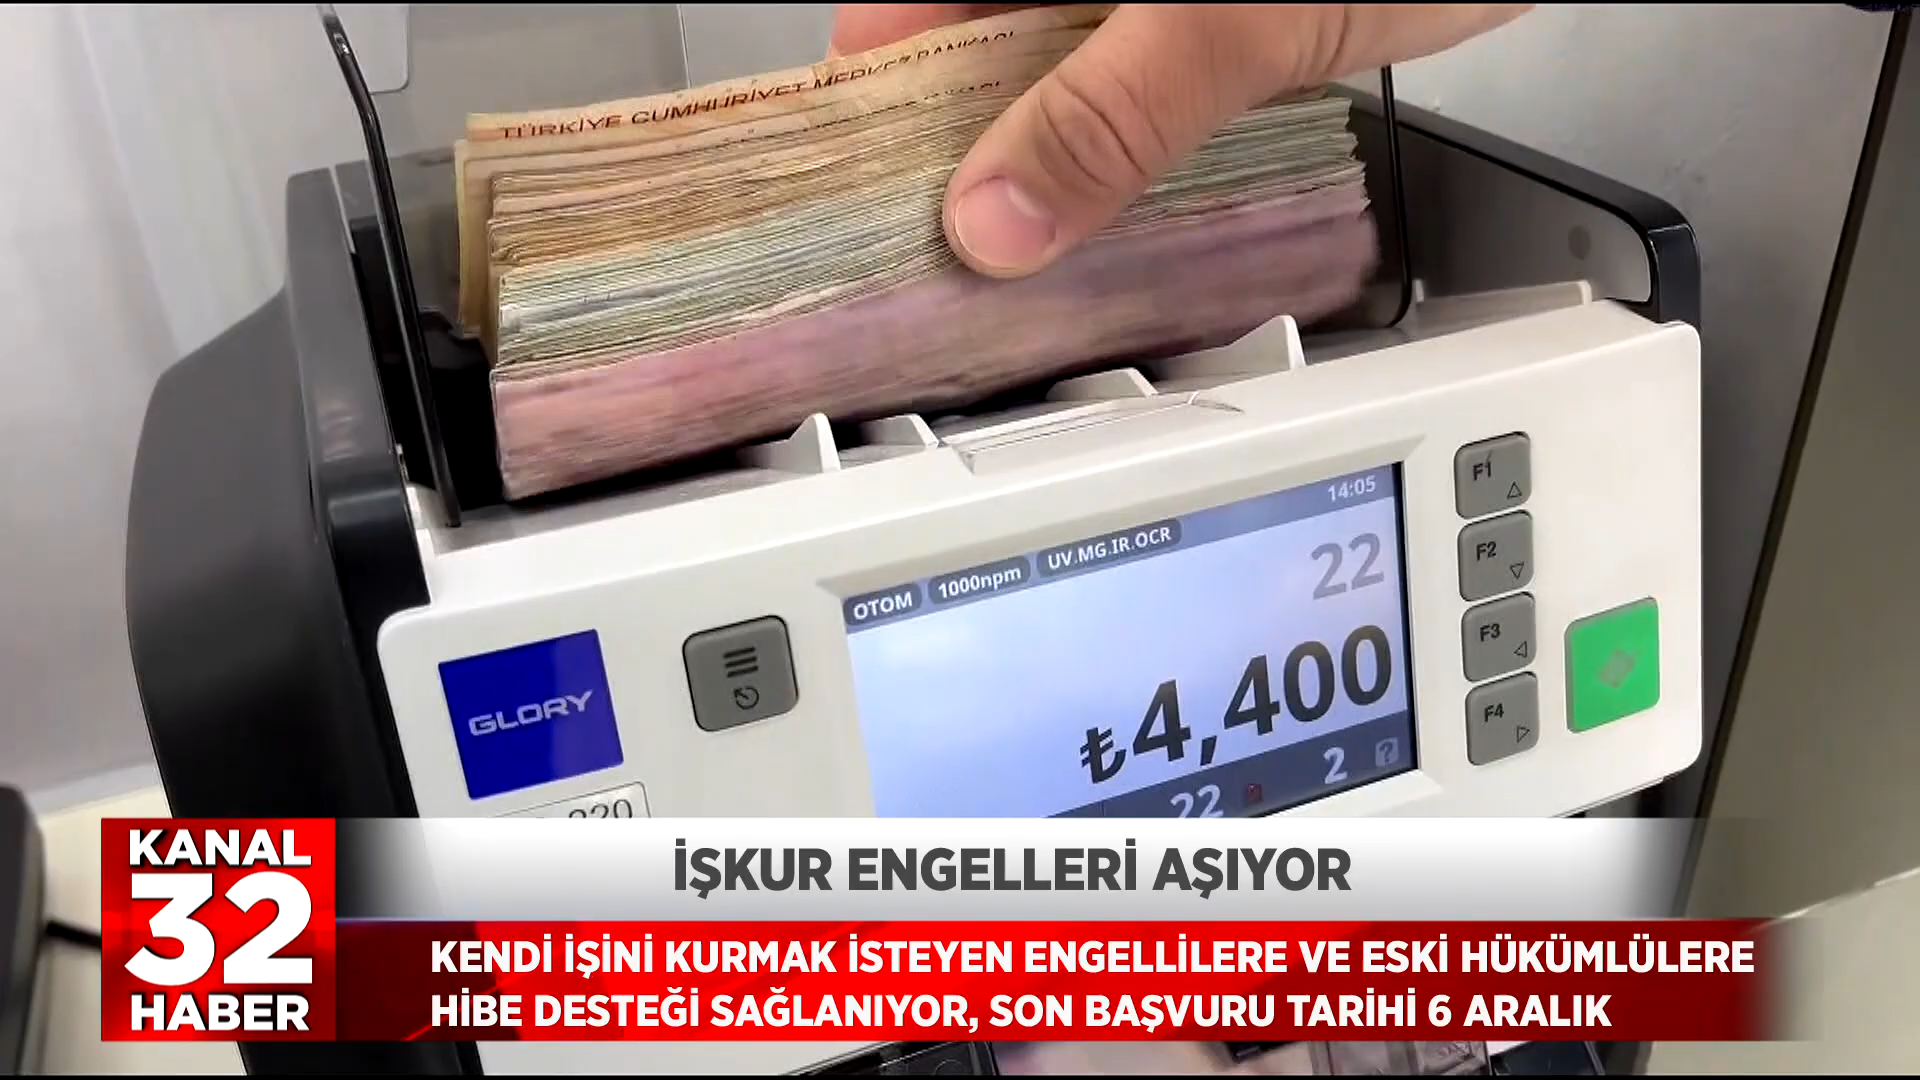 TÜRKİYE CUMHURİYET MERKEZ BANKASI
14:05
OTOM 1000npm UV.MG.IR.OCR
22
₺4,400
22 2
F1
F2
F3
F4
GLORY
KANAL
32
HABER
İŞKUR ENGELLERİ AŞIYOR
KENDİ İŞİNİ KURMAK İSTEYEN ENGELLİLERE VE ESKİ HÜKÜMLÜLERE
HİBE DESTEĞİ SAĞLANIYOR, SON BAŞVURU TARİHİ 6 ARALIK